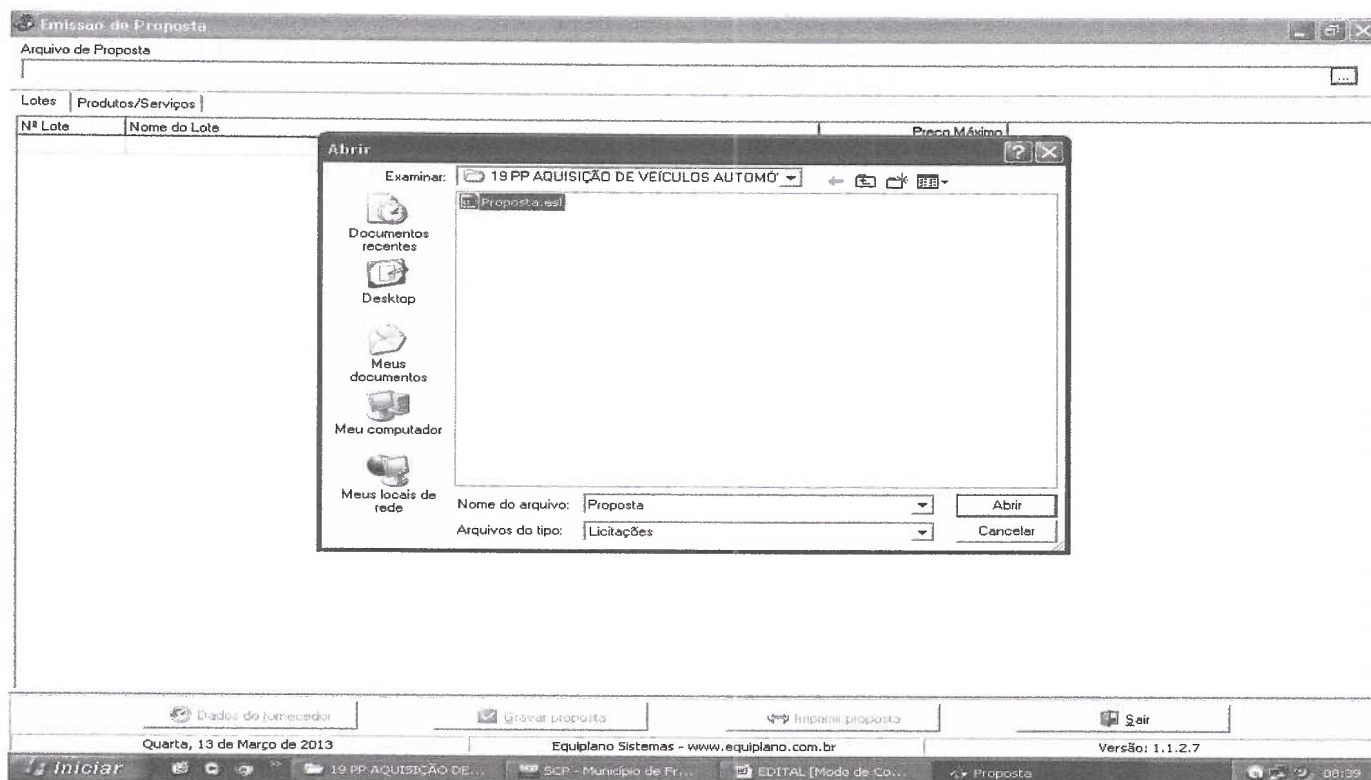 Emissão de Proposta
Arquivo de Proposta
...
Lotes Produtos/Serviços
Nº Lote Nome do Lote Preço Máximo
Abrir
Examinar: 19 PP AQUISIÇÃO DE VEÍCULOS AUTOMÓ
Proposta.esl
Documentos
recentes
Desktop
Meus
documentos
Meu computador
Meus locais de
rede
Nome do arquivo: Proposta Abrir
Arquivos do tipo: Licitações Cancelar
Dados do fornecedor Gravar proposta Imprimir proposta Sair
Quarta, 13 de Março de 2013 Equiplano Sistemas - www.equiplano.com.br Versão: 1.1.2.7
Iniciar 19 PP AQUISIÇÃO DE... SCP - Município de Fr... EDITAL [Modo de Co... Proposta